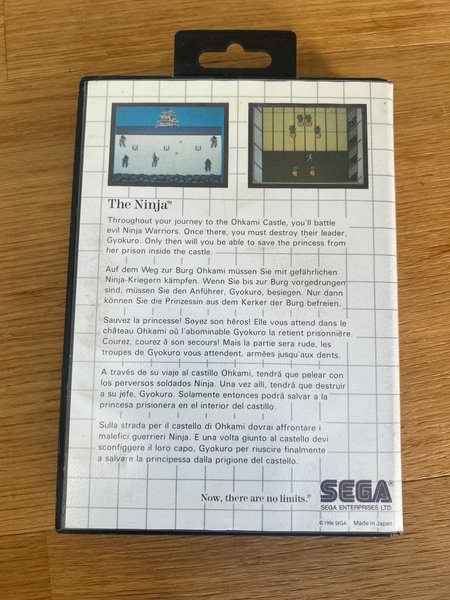 The Ninja™
Throughout your journey to the Ohkami Castle, you'll battle
evil Ninja Warriors. Once there, you must destroy their leader,
Gyokuro. Only then will you be able to save the princess from
her prison inside the castle.
Auf dem Weg zur Burg Ohkami müssen Sie mit gefährlichen
Ninja-Kriegern kämpfen. Wenn Sie bis zur Burg vorgedrungen
sind, müssen Sie den Anführer, Gyokuro, besiegen. Nur dann
können Sie die Prinzessin aus dem Kerker der Burg befreien.
Sauvez la princesse! Soyez son héros! Elle vous attend dans le
château Ohkami où l'abominable Gyokuro la retient prisonnière.
Courez, courez à son secours! Mais la partie sera rude, les
troupes de Gyokuro vous attendent, armées jusqu'aux dents.
A través de su viaje al castillo Ohkami, tendrá que pelear con
los perversos soldados Ninja. Una vez alli, tendrá que destruir
a su jefe, Gyokuro. Solamente entonces podrá salvar a la
princesa prisionera en el interior del castillo.
Sulla strada per il castello di Ohkami dovrai affrontare i
malefici guerrieri Ninja. E una volta giunto al castello devi
sconfiggere il loro capo, Gyokuro per riuscire finalmente
a salvare la principessa dalla prigione del castello.
Now, there are no limits.®
SEGA®
SEGA ENTERPRISES LTD.
© 1986 SEGA Made in Japan